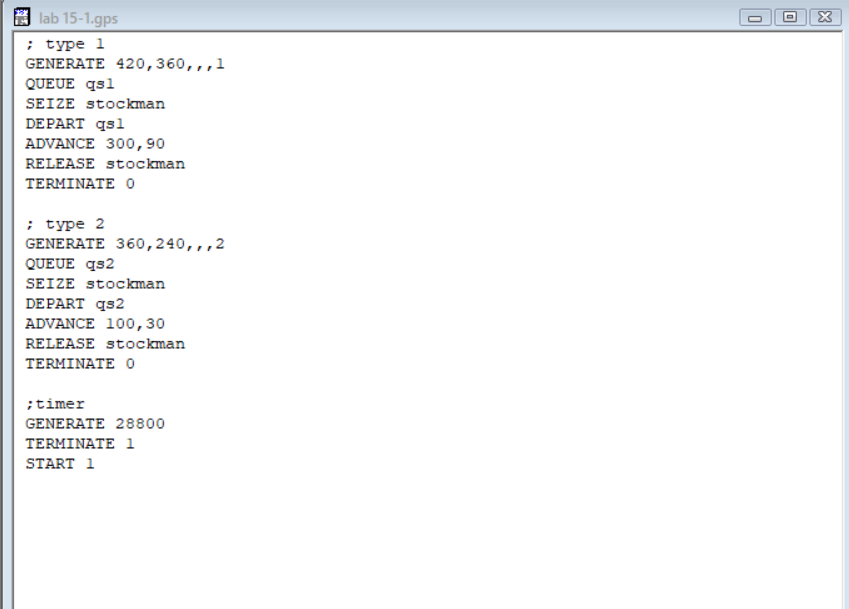 lab 15-1.gps
; type 1
GENERATE 420,360,,,1
QUEUE qs1
SEIZE stockman
DEPART qs1
ADVANCE 300,90
RELEASE stockman
TERMINATE 0
; type 2
GENERATE 360,240,,,2
QUEUE qs2
SEIZE stockman
DEPART qs2
ADVANCE 100,30
RELEASE stockman
TERMINATE 0
;timer
GENERATE 28800
TERMINATE 1
START 1